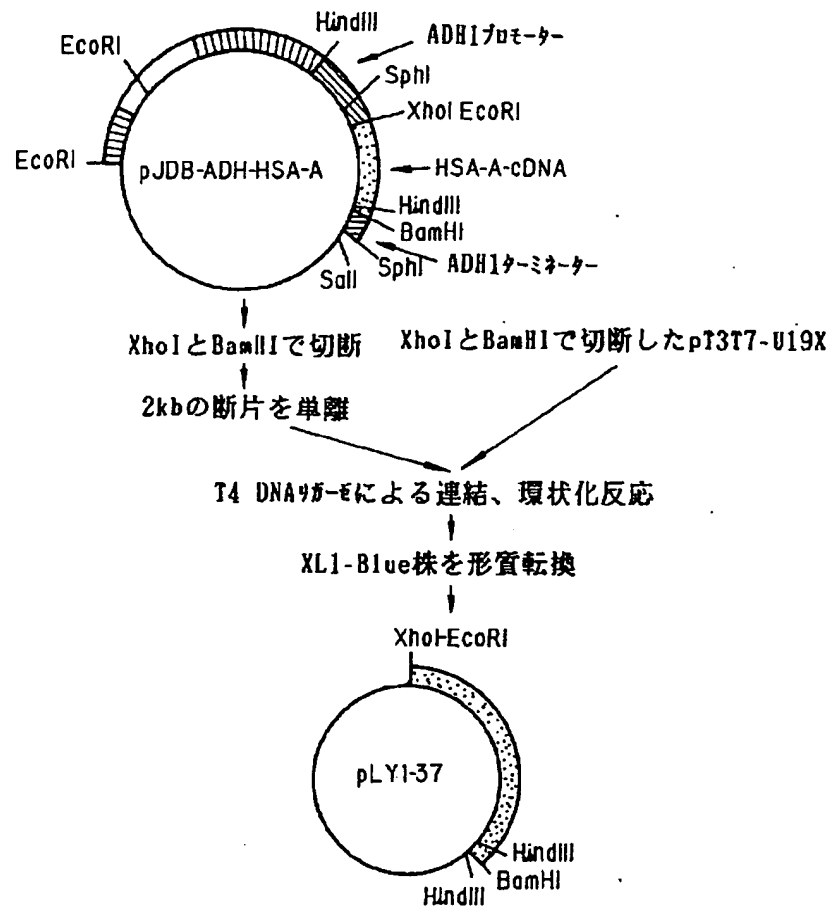 HindIII
ADH1プロモーター
EcoRI
SphI
XhoI EcoRI
EcoRI
pJDB-ADH-HSA-A
HSA-A-cDNA
HindIII
BamHI
SphI
ADH1ターミネーター
SalI
XhoIとBamHIで切断
XhoIとBamHIで切断したpT3T7-U19X
2kbの断片を単離
T4 DNAリガーゼによる連結、環状化反応
XL1-Blue株を形質転換
XhoI-EcoRI
pLY1-37
HindIII
BamHI
HindIII